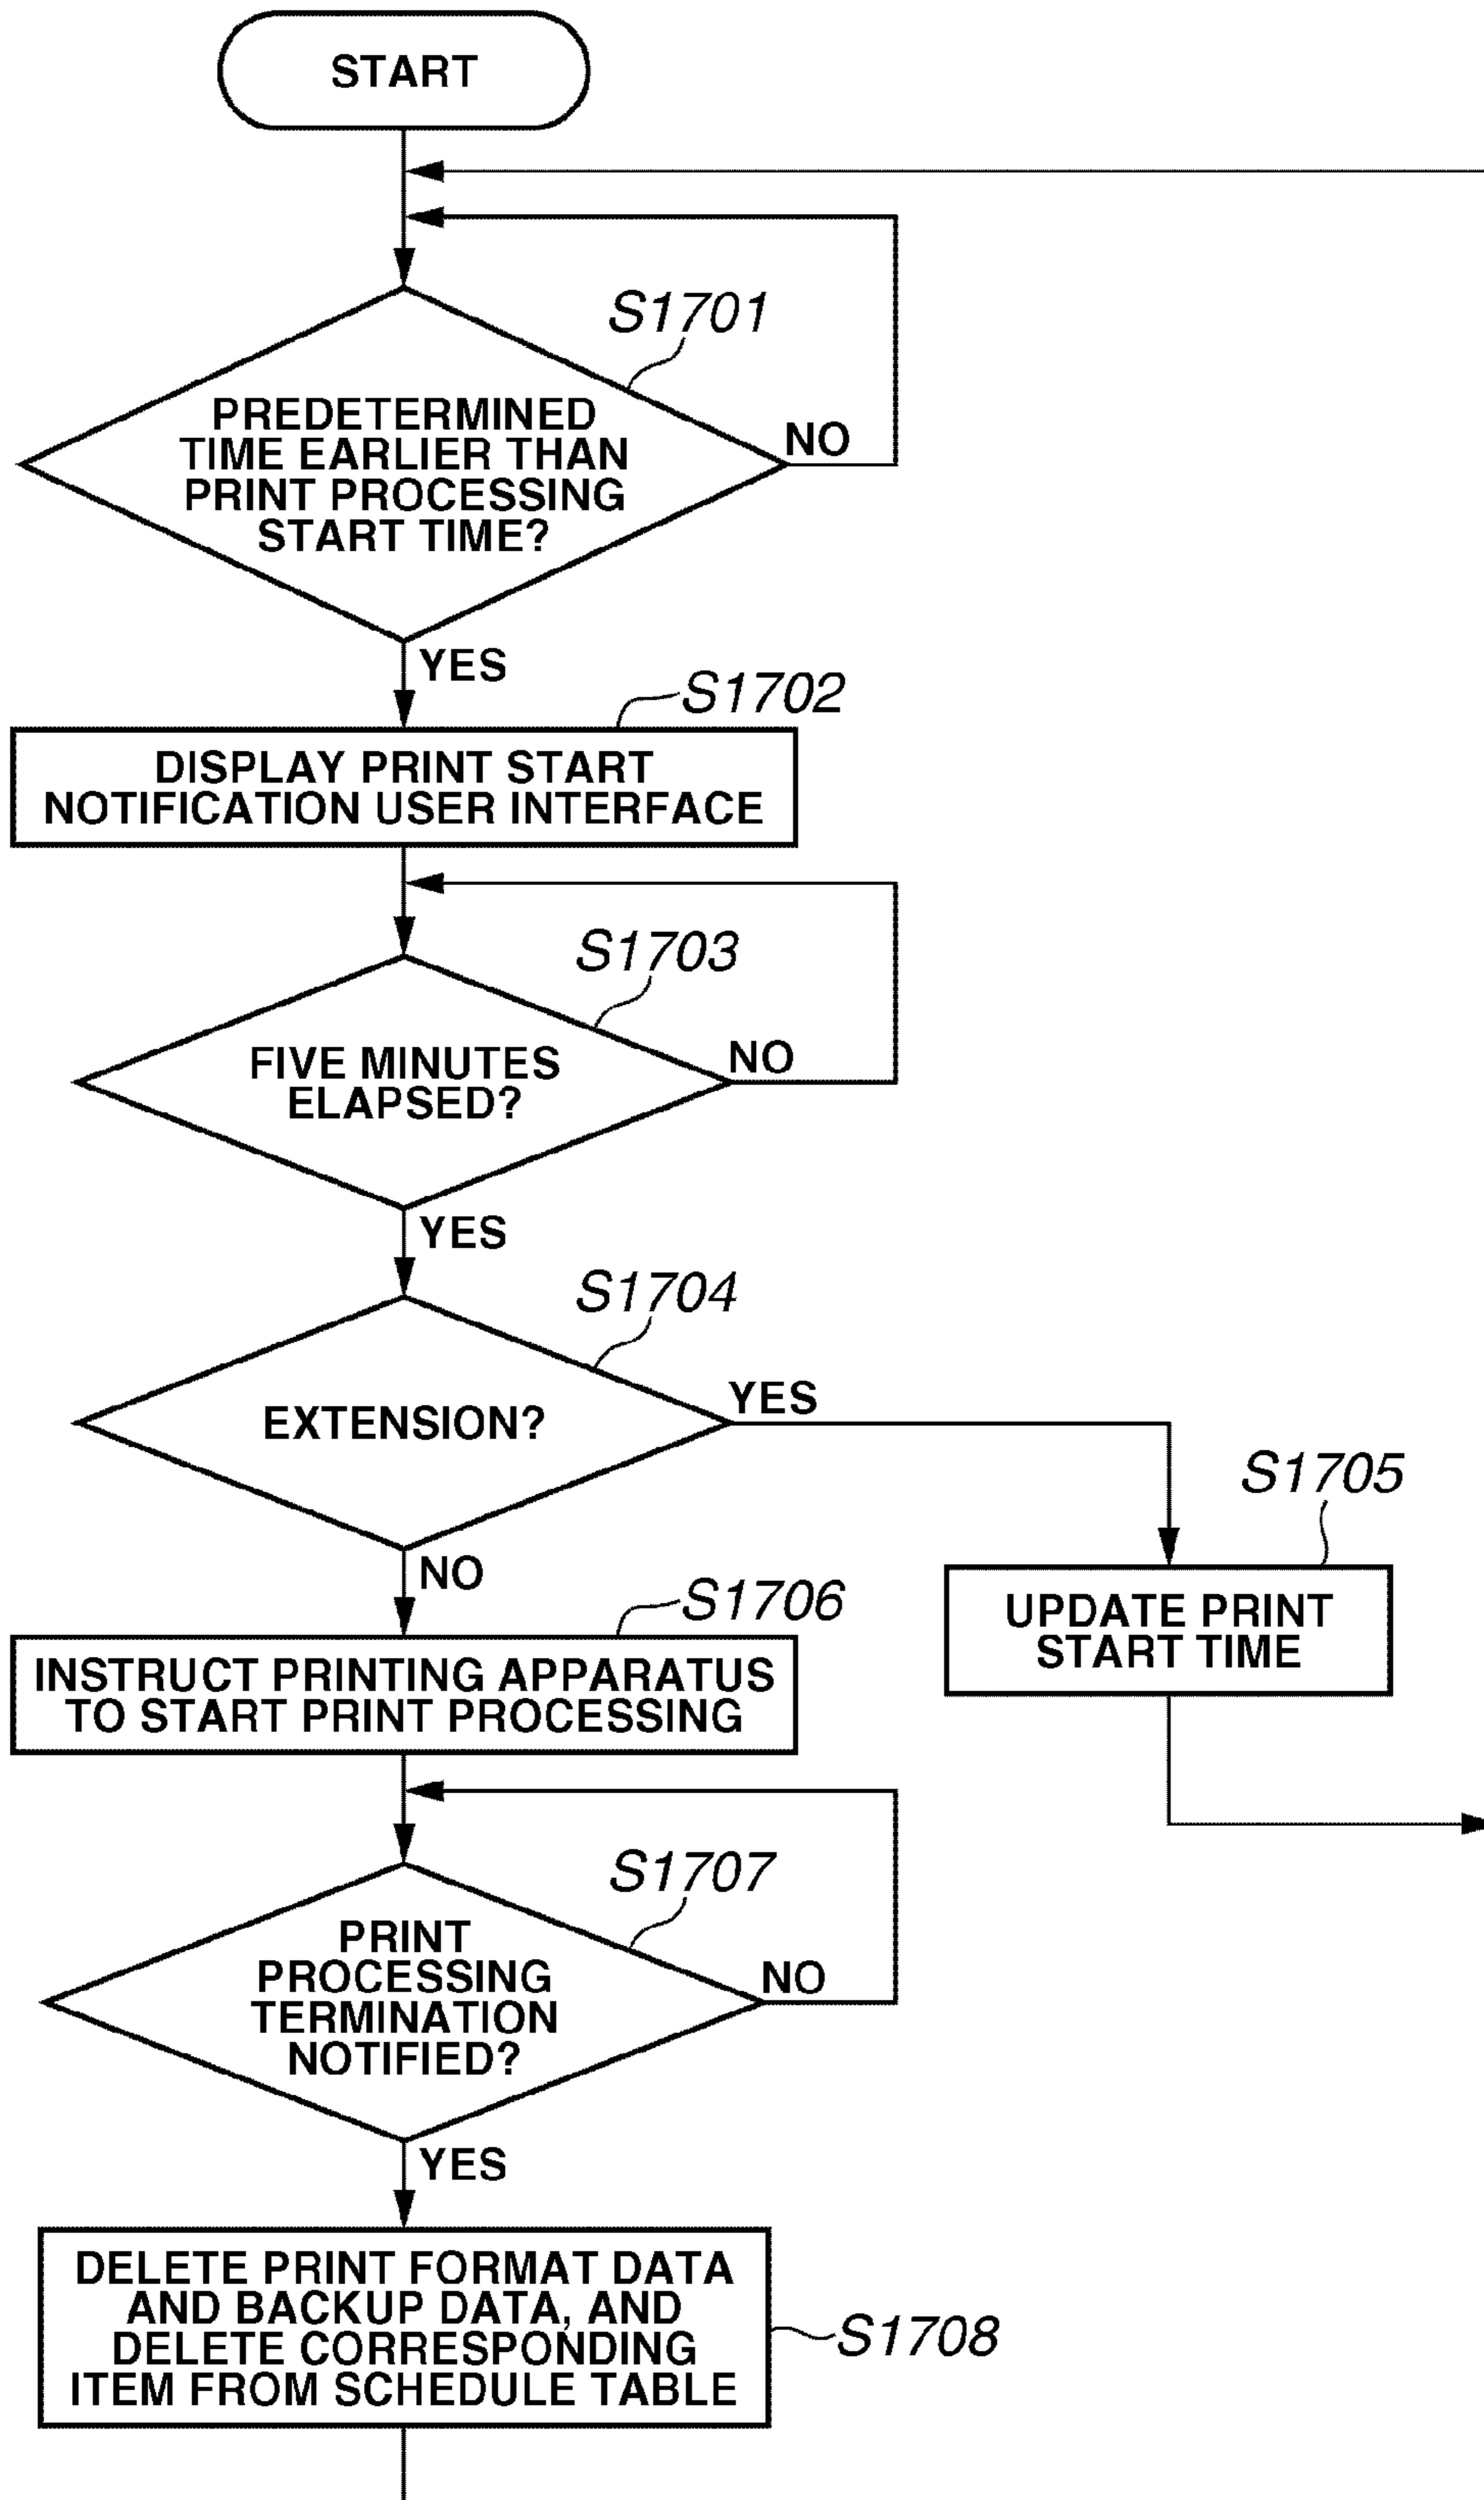 START
S1701
PREDETERMINED
TIME EARLIER THAN
PRINT PROCESSING
START TIME?
NO
YES
S1702
DISPLAY PRINT START
NOTIFICATION USER INTERFACE
S1703
FIVE MINUTES
ELAPSED?
NO
YES
S1704
EXTENSION?
YES
S1705
UPDATE PRINT
START TIME
NO
S1706
INSTRUCT PRINTING APPARATUS
TO START PRINT PROCESSING
S1707
PRINT
PROCESSING
TERMINATION
NOTIFIED?
NO
YES
DELETE PRINT FORMAT DATA
AND BACKUP DATA, AND
DELETE CORRESPONDING
ITEM FROM SCHEDULE TABLE
S1708